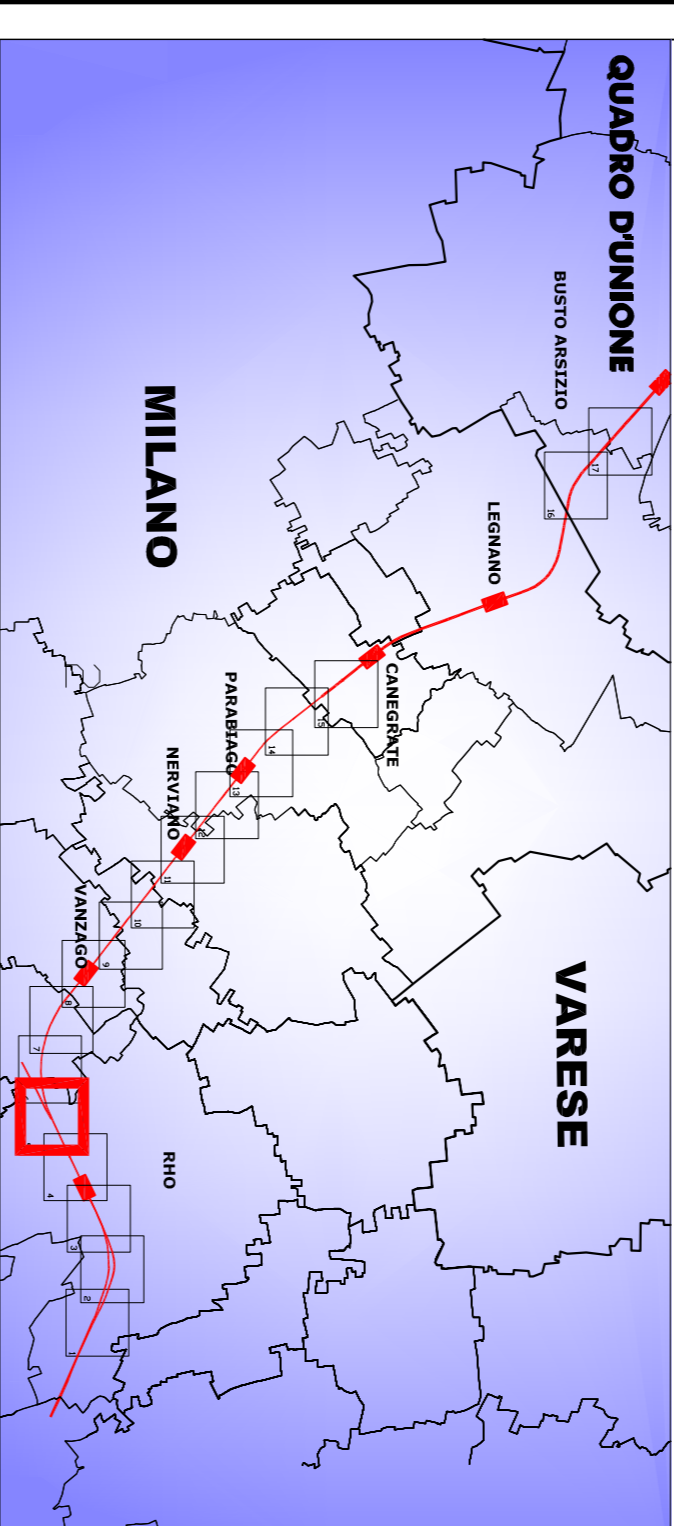 QUADRO D'UNIONE
BUSTO ARSIZIO
17
16
LEGNANO
MILANO
CANEGRATE
15
PARABIAGO
14
13
NERVIANO
12
11
VARESE
10
VANZAGO
9
8
7
RHO
4
3
2
1